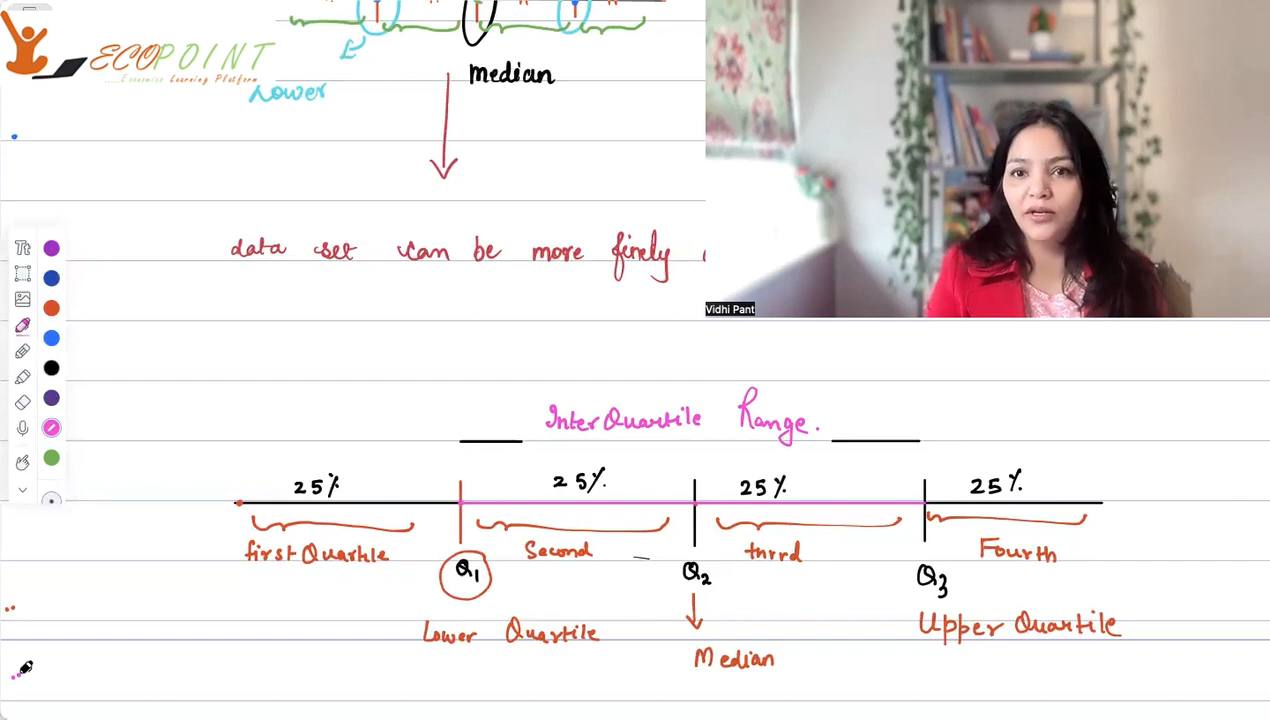 ECOPOINT
.....Economics Learning Platform
Lower
median
data set can be more finely
Vidhi Pant
Tt
InterQuartile Range.
25% 25% 25% 25%
first Quartile Second third Fourth
Q1 Q2 Q3
Lower Quartile Upper Quartile
Median